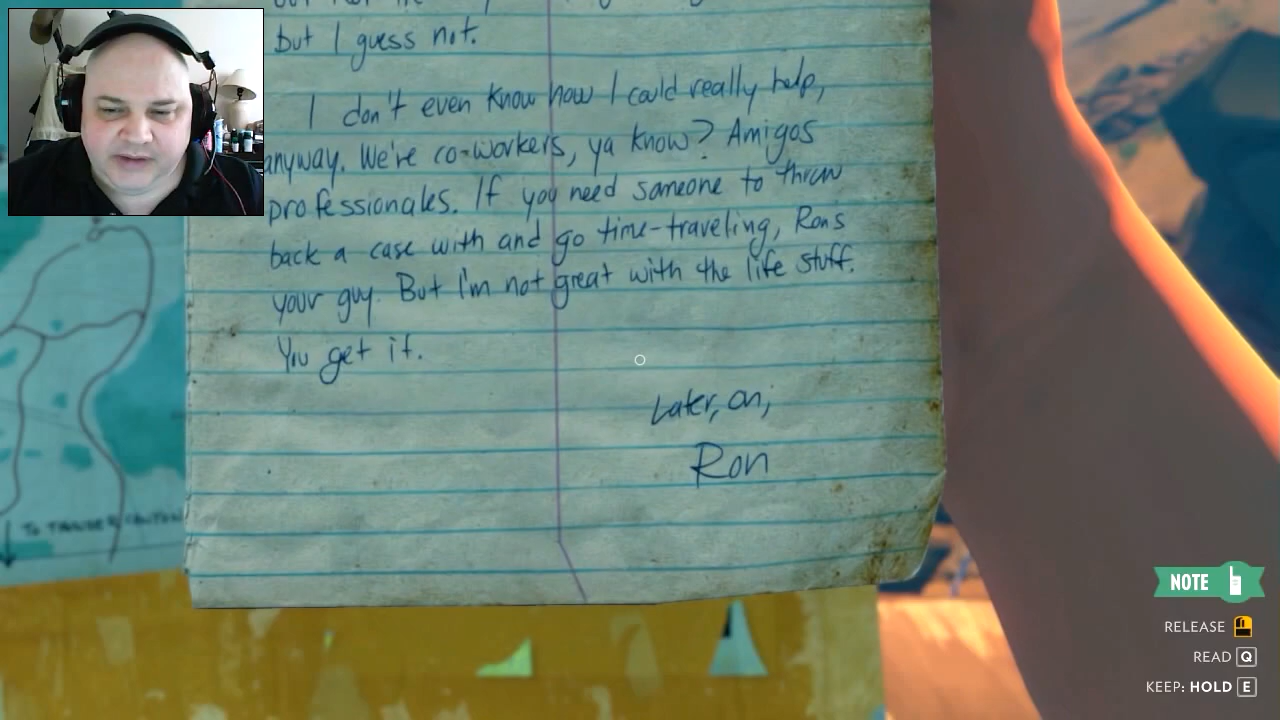 but I guess not.
I don't even know how I could really help,
anyway. We're co-workers, ya know? Amigos
professionales. If you need someone to throw
back a case with and go time-traveling, Ron's
your guy. But I'm not great with the life stuff.
You get it.
Later, on,
Ron
TO
NOTE
RELEASE
READ Q
KEEP: HOLD E